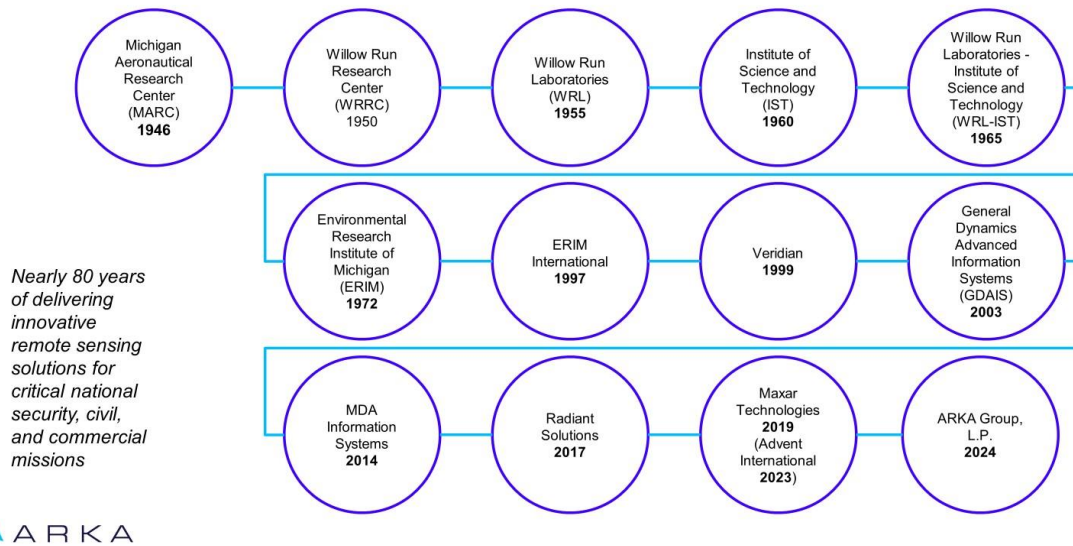 Michigan
Aeronautical
Research
Center
(MARC)
1946
Willow Run
Research
Center
(WRRC)
1950
Willow Run
Laboratories
(WRL)
1955
Institute of
Science and
Technology
(IST)
1960
Willow Run
Laboratories -
Institute of
Science and
Technology
(WRL-IST)
1965
Environmental
Research
Institute of
Michigan
(ERIM)
1972
ERIM
International
1997
Veridian
1999
General
Dynamics
Advanced
Information
Systems
(GDAIS)
2003
Nearly 80 years
of delivering
innovative
remote sensing
solutions for
critical national
security, civil,
and commercial
missions
MDA
Information
Systems
2014
Radiant
Solutions
2017
Maxar
Technologies
2019
(Advent
International
2023)
ARKA Group,
L.P.
2024
ARKA